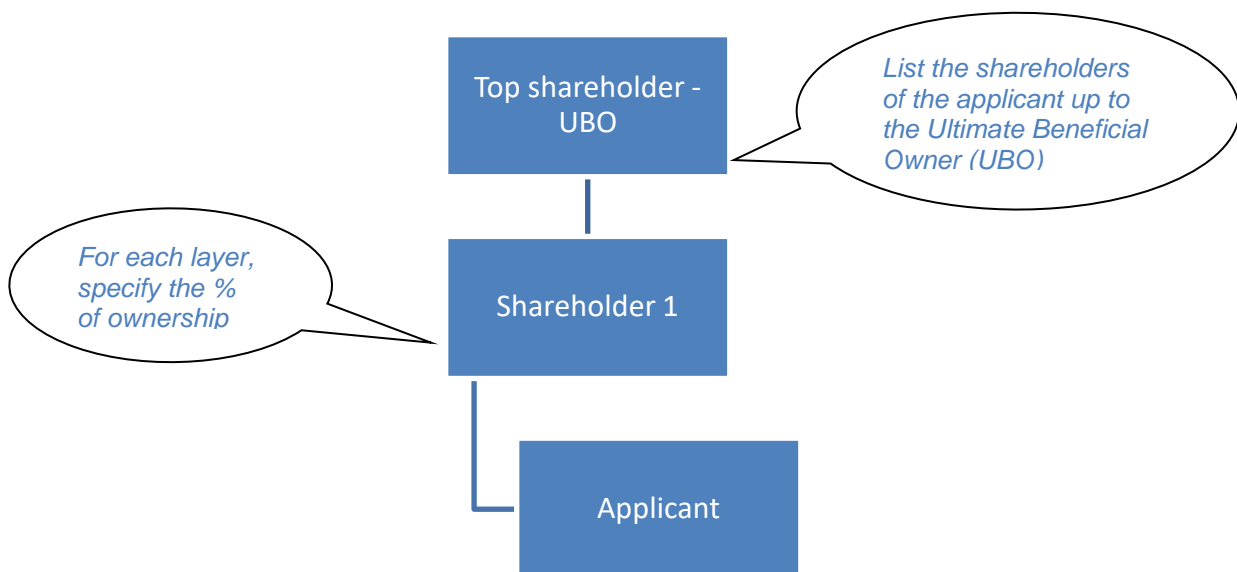 Top shareholder -
UBO
List the shareholders
of the applicant up to
the Ultimate Beneficial
Owner (UBO)
For each layer,
specify the %
of ownership
Shareholder 1
Applicant